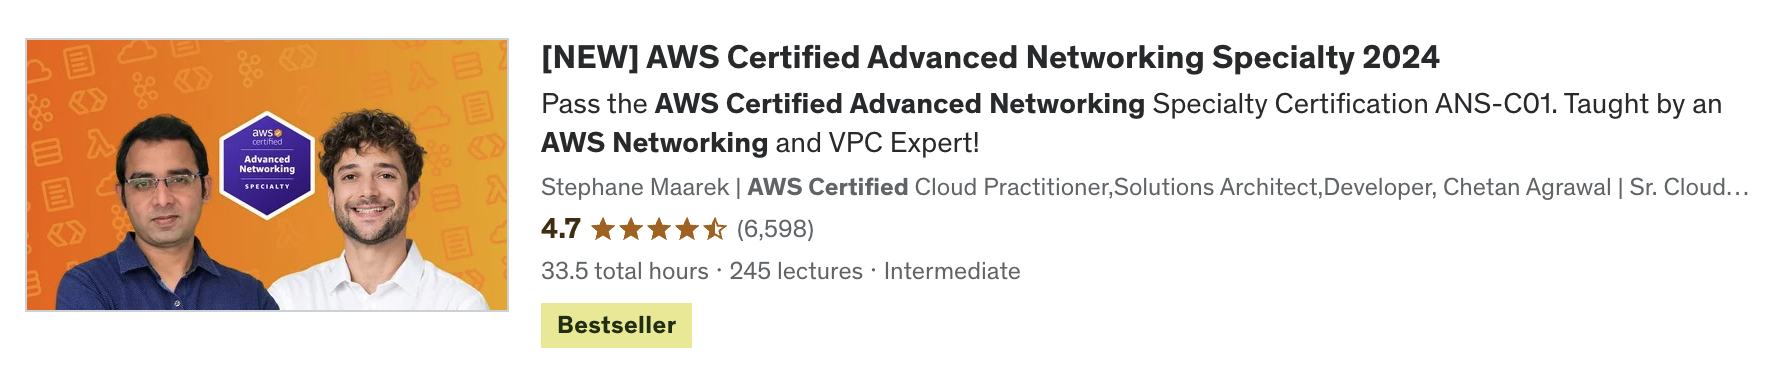 aws
certified
Advanced
Networking
SPECIALTY
[NEW] AWS Certified Advanced Networking Specialty 2024
Pass the AWS Certified Advanced Networking Specialty Certification ANS-C01. Taught by an
AWS Networking and VPC Expert!
Stephane Maarek | AWS Certified Cloud Practitioner,Solutions Architect,Developer, Chetan Agrawal | Sr. Cloud…
4.7 (6,598)
33.5 total hours · 245 lectures · Intermediate
Bestseller